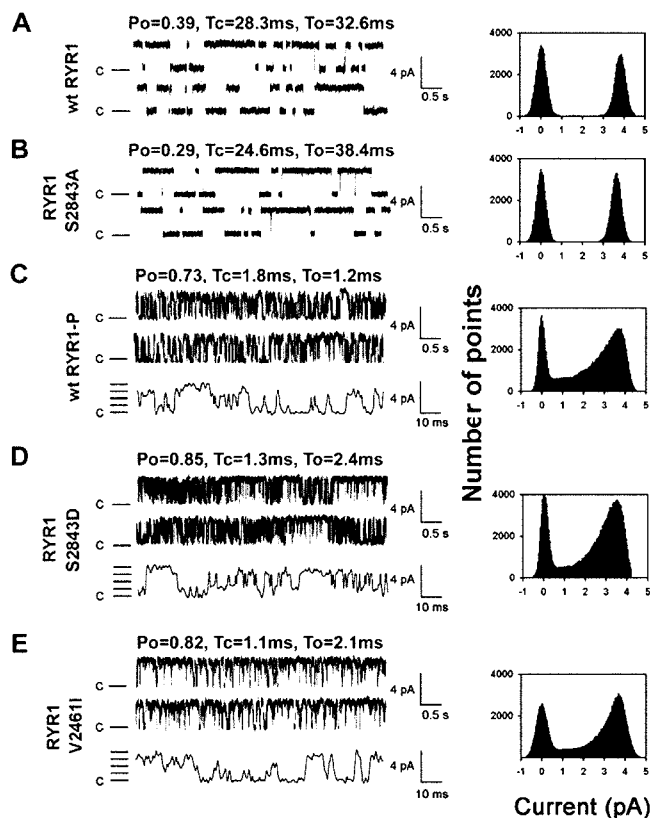 A
Po=0.39, Tc=28.3ms, To=32.6ms
wt RYR1
c
4 pA
0.5 s
4000
2000
0
-1 0 1 2 3 4 5
B
Po=0.29, Tc=24.6ms, To=38.4ms
RYR1
S2843A
c
c
4 pA
0.5 s
4000
2000
0
-1 0 1 2 3 4 5
C
Po=0.73, Tc=1.8ms, To=1.2ms
wt RYR1-P
c
c
c
4 pA
0.5 s
4 pA
10 ms
4000
2000
0
-1 0 1 2 3 4 5
D
Po=0.85, Tc=1.3ms, To=2.4ms
RYR1
S2843D
c
c
c
4 pA
0.5 s
4 pA
10 ms
4000
2000
0
-1 0 1 2 3 4 5
E
Po=0.82, Tc=1.1ms, To=2.1ms
RYR1
V2461I
c
c
c
4 pA
0.5 s
4 pA
10 ms
4000
2000
0
-1 0 1 2 3 4 5
Number of points
Current (pA)